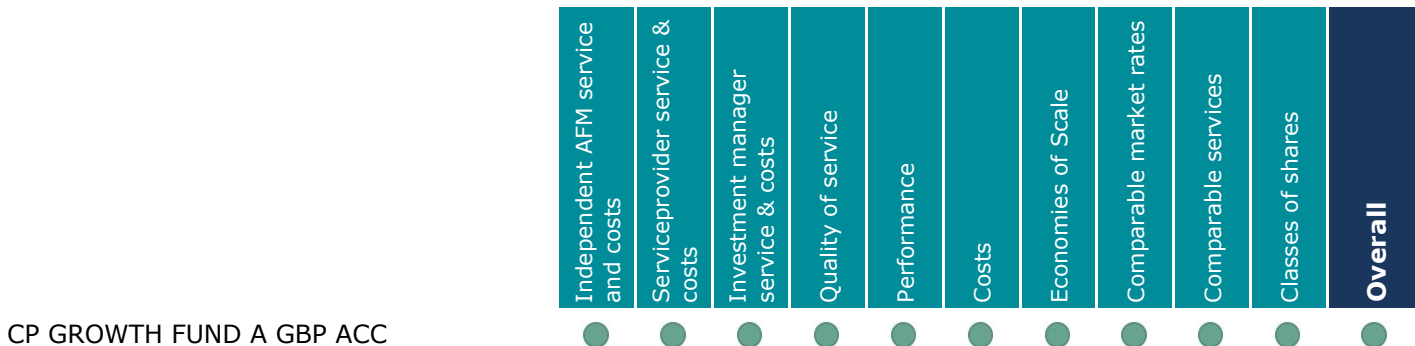 Independent AFM service
and costs
Serviceprovider service &
costs
Investment manager
service & costs
Quality of service
Performance
Costs
Economies of Scale
Comparable market rates
Comparable services
Classes of shares
Overall
CP GROWTH FUND A GBP ACC